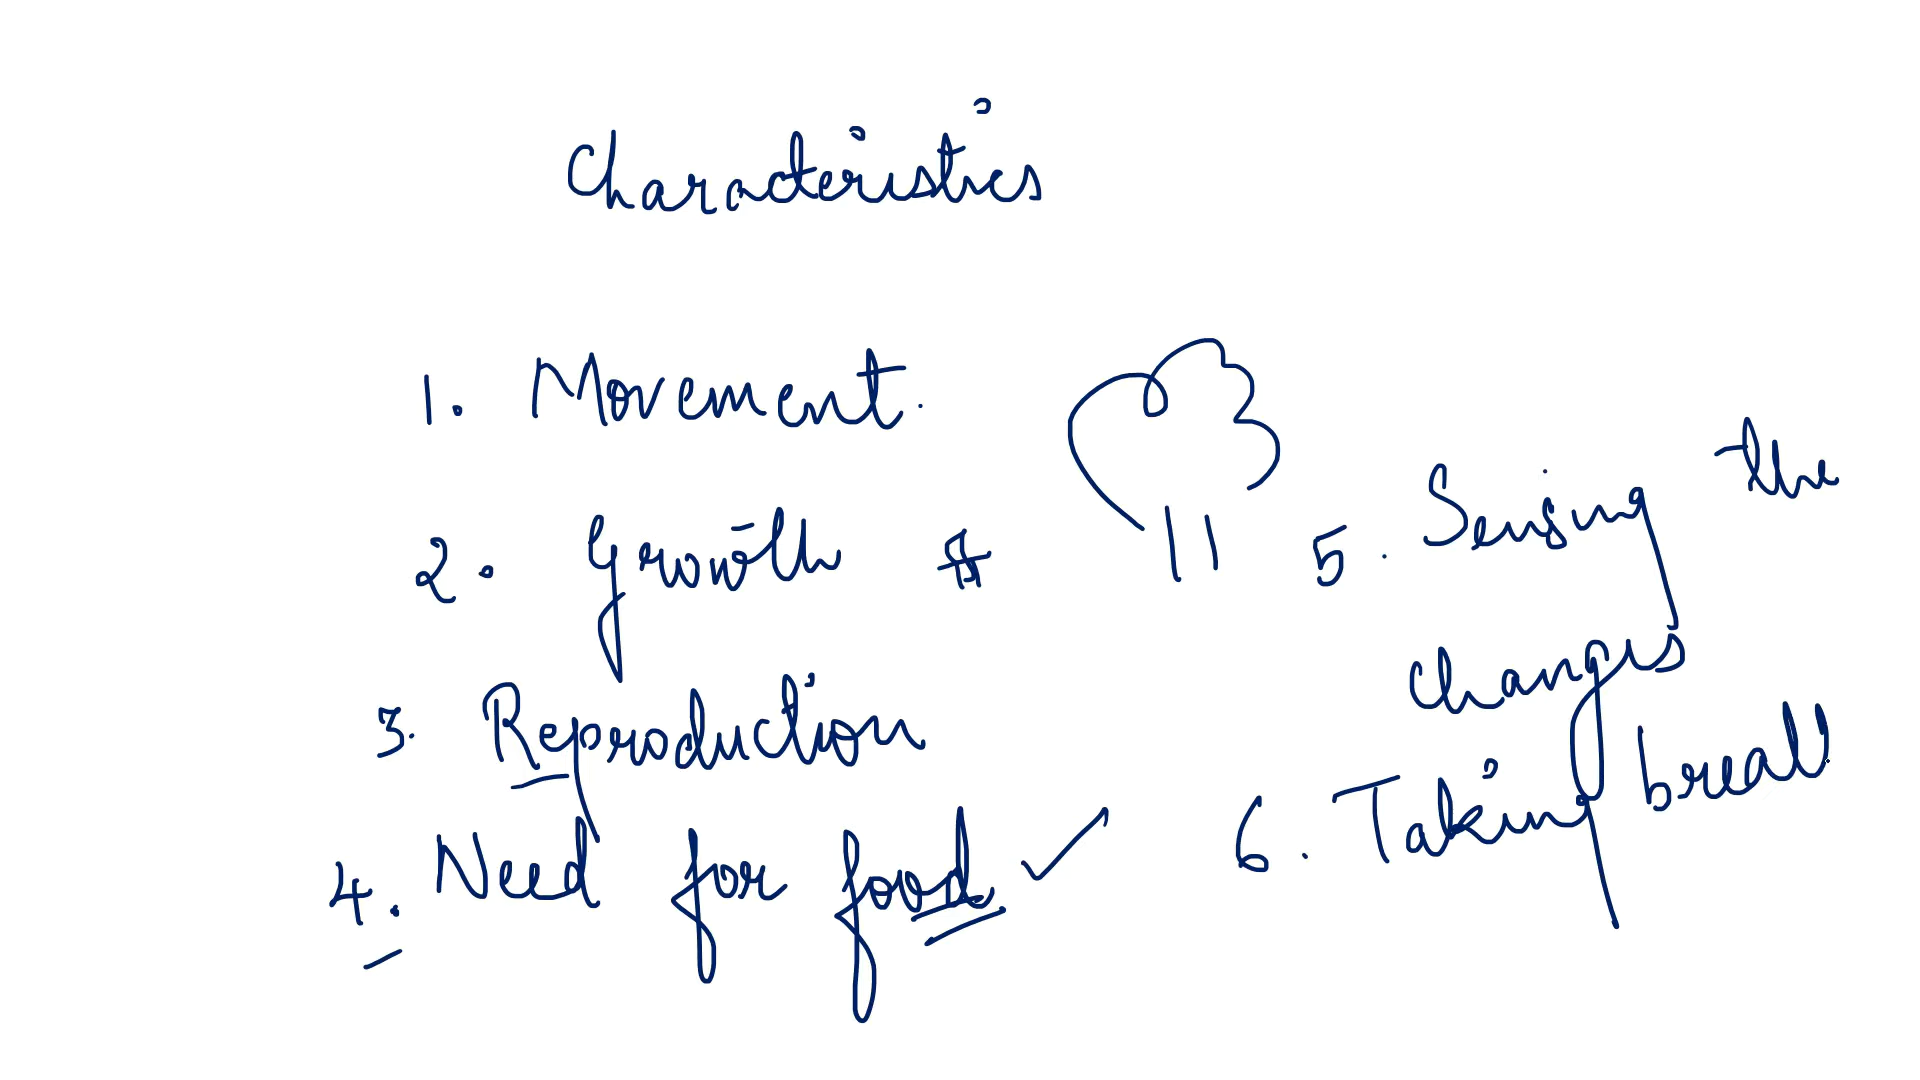 Characteristics
1. Movement.
2. Growth
3. Reproduction
4. Need for food
5. Sensing the
changes
6. Taking breath